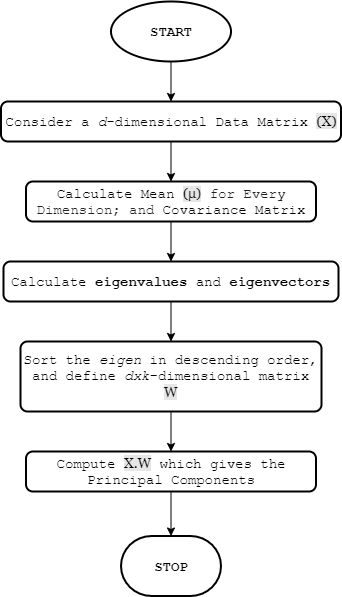 START
Consider a d-dimensional Data Matrix (X)
Calculate Mean (μ) for Every
Dimension; and Covariance Matrix
Calculate eigenvalues and eigenvectors
Sort the eigen in descending order,
and define dxk-dimensional matrix
W
Compute X.W which gives the
Principal Components
STOP